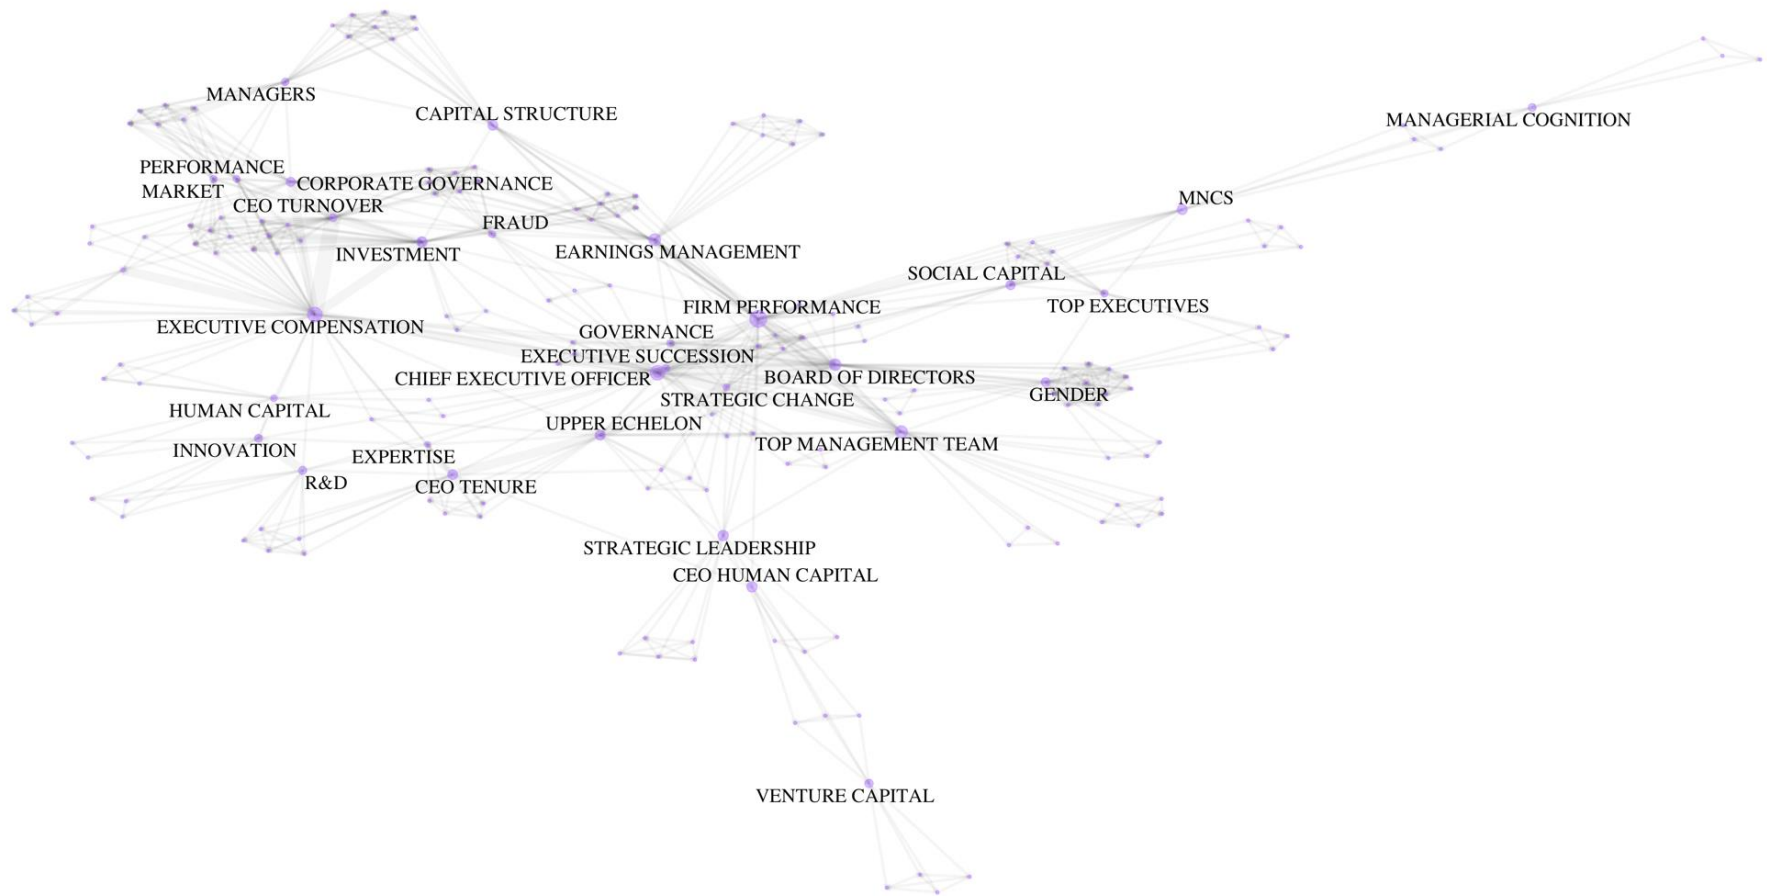 MANAGERS
CAPITAL STRUCTURE
MANAGERIAL COGNITION
PERFORMANCE
MARKET
CORPORATE GOVERNANCE
CEO TURNOVER
MNCS
FRAUD
INVESTMENT
EARNINGS MANAGEMENT
SOCIAL CAPITAL
FIRM PERFORMANCE
TOP EXECUTIVES
EXECUTIVE COMPENSATION
GOVERNANCE
EXECUTIVE SUCCESSION
CHIEF EXECUTIVE OFFICER
BOARD OF DIRECTORS
GENDER
STRATEGIC CHANGE
HUMAN CAPITAL
UPPER ECHELON
TOP MANAGEMENT TEAM
INNOVATION
EXPERTISE
R&D
CEO TENURE
STRATEGIC LEADERSHIP
CEO HUMAN CAPITAL
VENTURE CAPITAL